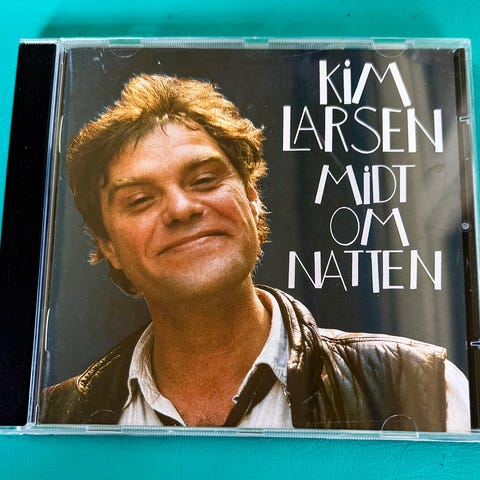 KiM
LARSEN
MiDT
OM
NATTEN